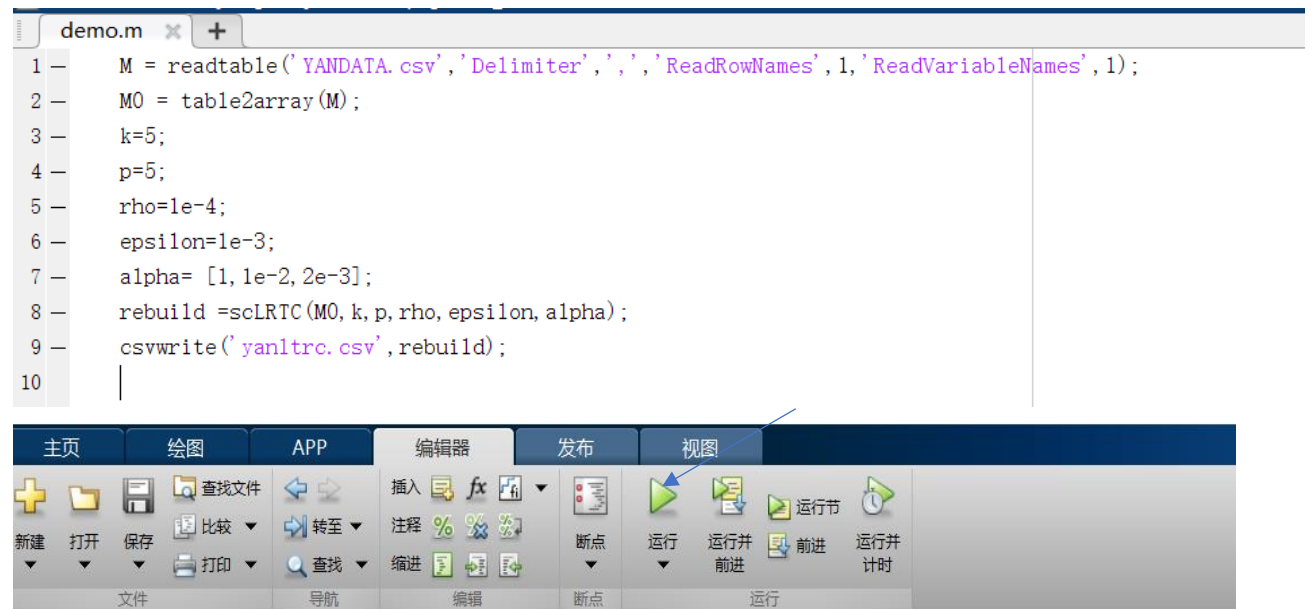 demo.m × +
1 — M = readtable('YANDATA.csv','Delimiter',',','ReadRowNames',1,'ReadVariableNames',1);
2 — M0 = table2array(M);
3 — k=5;
4 — p=5;
5 — rho=1e-4;
6 — epsilon=1e-3;
7 — alpha= [1,1e-2,2e-3];
8 — rebuild =scLRTC(M0,k,p,rho,epsilon,alpha);
9 — csvwrite('yanltrc.csv',rebuild);
10
主页 绘图 APP 编辑器 发布 视图
查找文件 插入 fx fi
新建 打开 保存 比较 转至 注释 断点 运行 运行并前进 运行节 前进 运行并计时
打印 查找 缩进
文件 导航 编辑 断点 运行